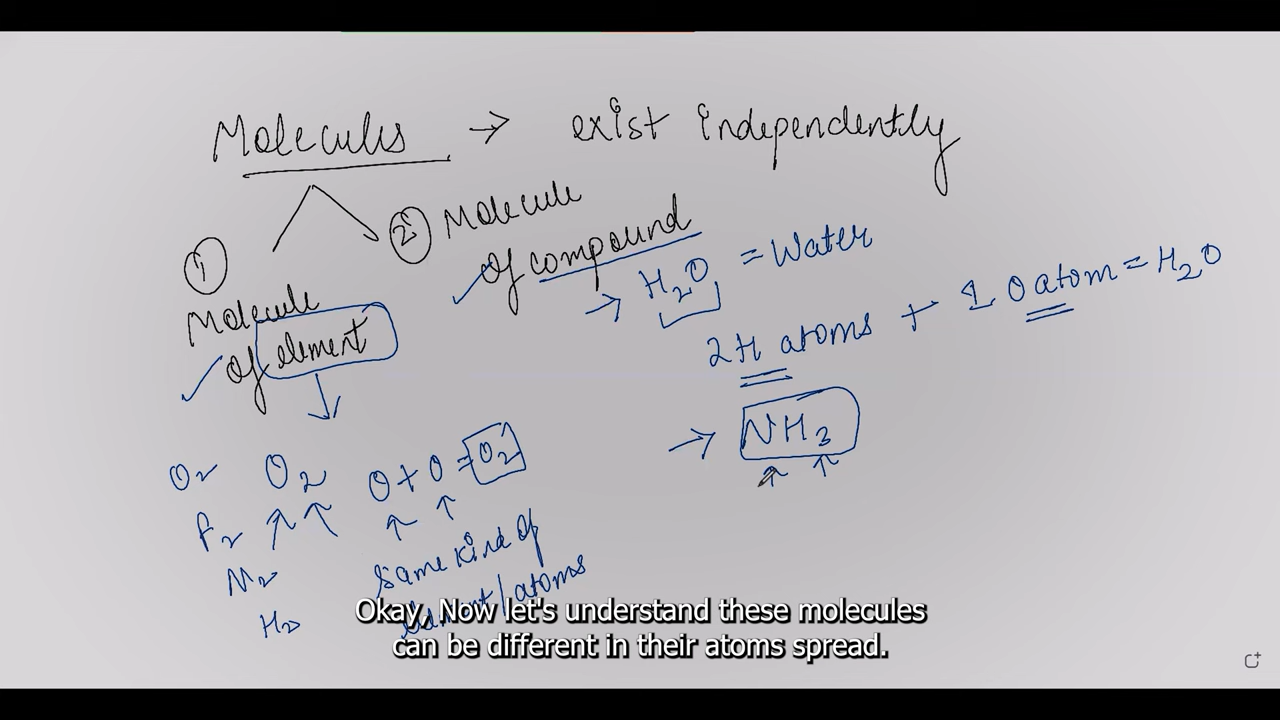 Molecules → exist independently
① Molecule of element
② Molecule of compound
→ H₂O = Water
2H atoms + 1 O atom = H₂O
→ NH₃
O₂ O₂ O + O = O₂
F₂
N₂
H₂
same kind of
element/atoms
Okay, Now let's understand these molecules
can be different in their atoms spread.